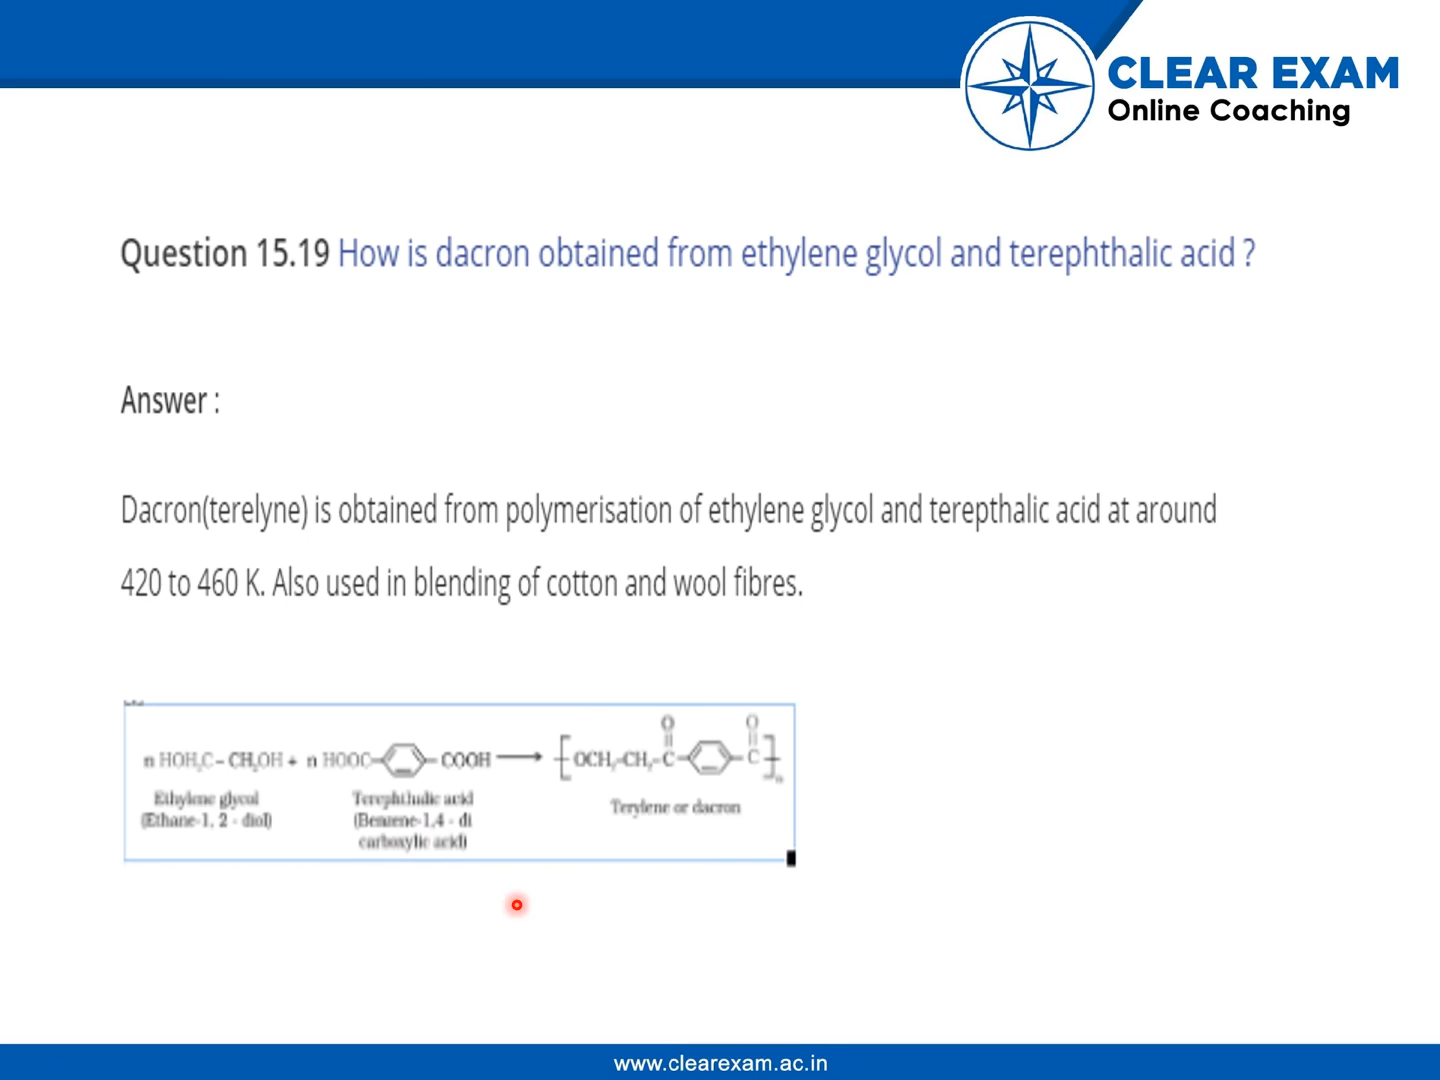 CLEAR EXAM
Online Coaching
Question 15.19 How is dacron obtained from ethylene glycol and terephthalic acid ?
Answer :
Dacron(terelyne) is obtained from polymerisation of ethylene glycol and terepthalic acid at around
420 to 460 K. Also used in blending of cotton and wool fibres.
O O
n HOH₂C – CH₂OH + n HOOC COOH [OCH₂-CH₂-C C]n
Ethylene glycol Terephthalic acid Terylene or dacron
(Ethane-1, 2 - diol) (Benzene-1,4 - di
carboxylic acid)
www.clearexam.ac.in